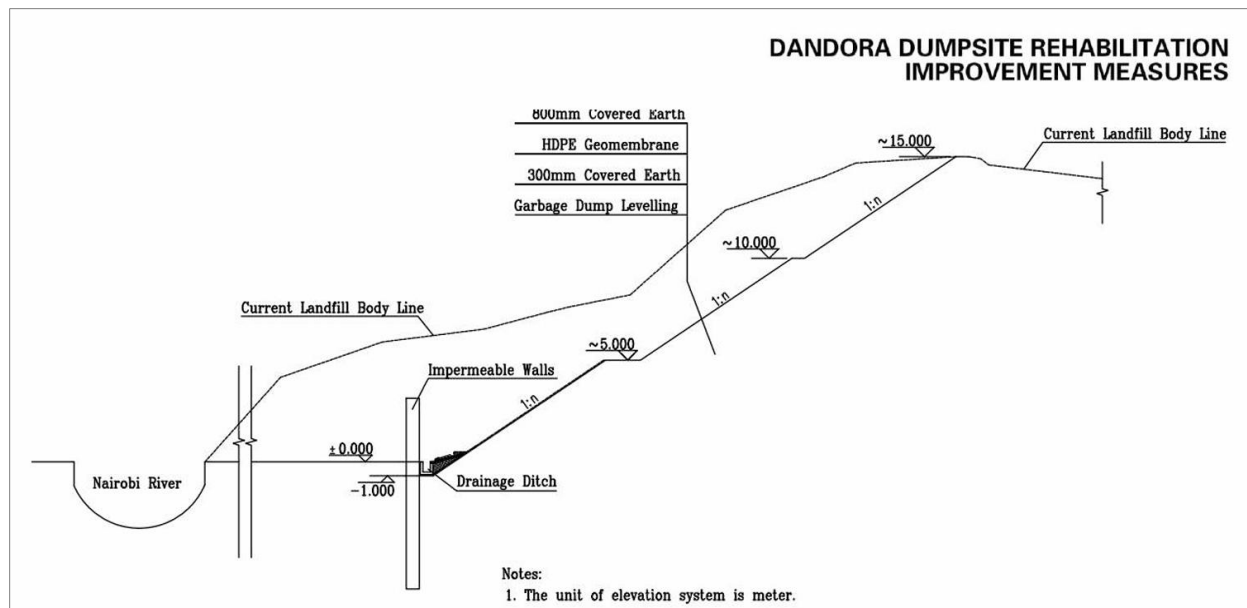 DANDORA DUMPSITE REHABILITATION
IMPROVEMENT MEASURES
800mm Covered Earth
HDPE Geomembrane
300mm Covered Earth
Garbage Dump Levelling
~15.000
Current Landfill Body Line
1:n
~10.000
1:n
Current Landfill Body Line
~5.000
Impermeable Walls
1:n
±0.000
Nairobi River
-1.000
Drainage Ditch
Notes:
1. The unit of elevation system is meter.